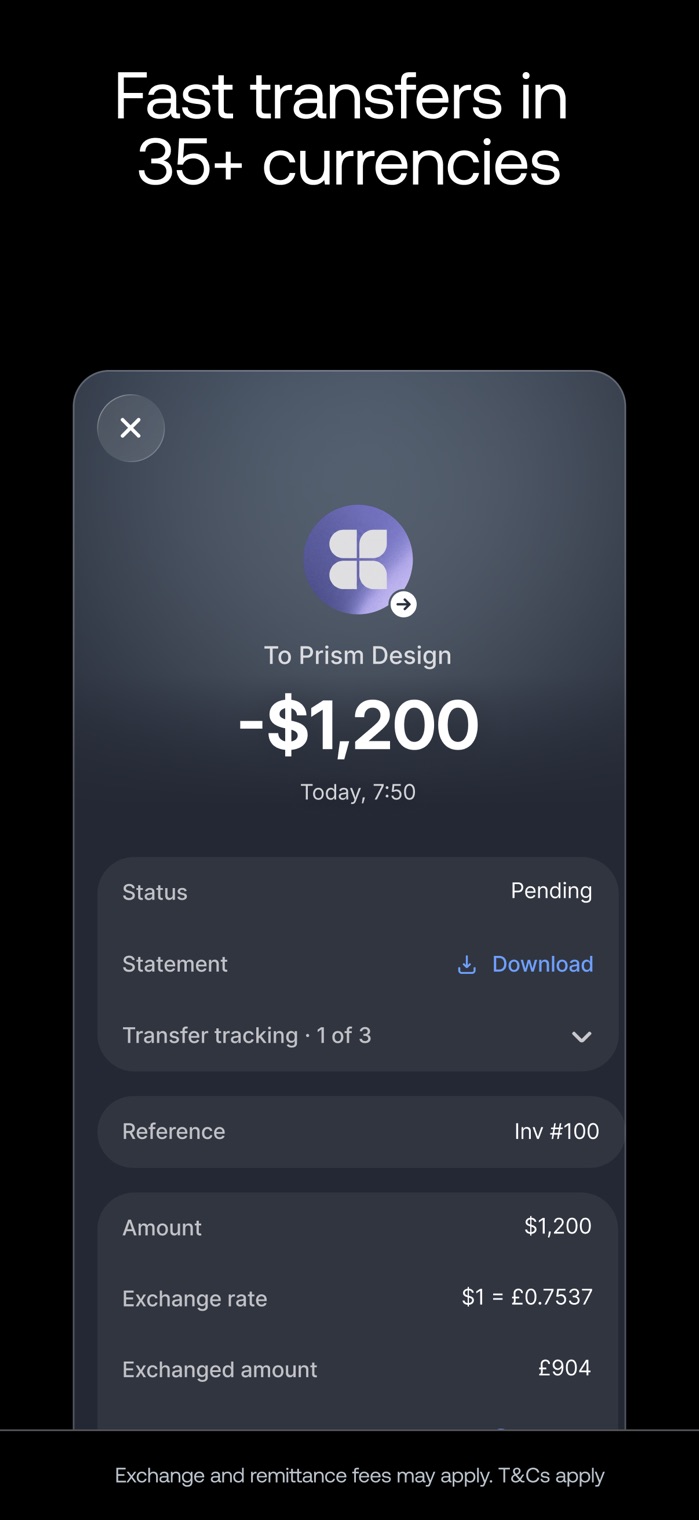 Fast transfers in
35+ currencies
To Prism Design
-$1,200
Today, 7:50
Status Pending
Statement Download
Transfer tracking · 1 of 3
Reference Inv #100
Amount $1,200
Exchange rate $1 = £0.7537
Exchanged amount £904
Exchange and remittance fees may apply. T&Cs apply